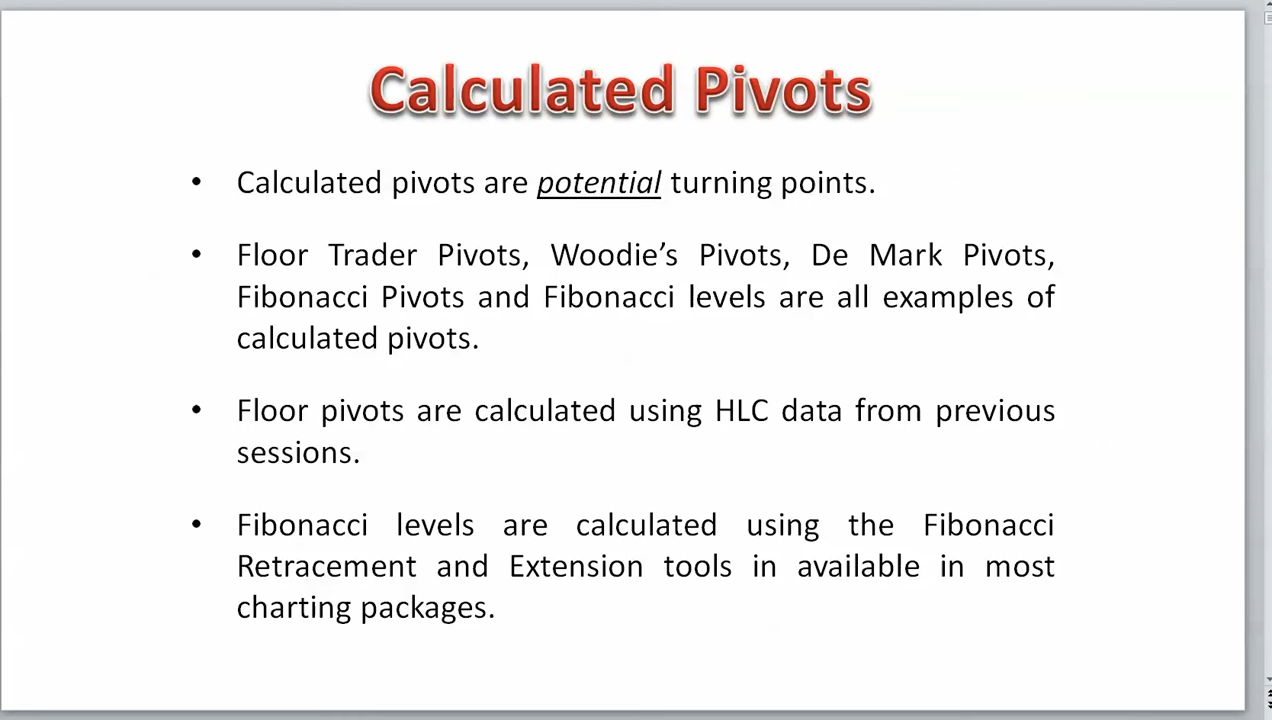 Calculated Pivots
• Calculated pivots are potential turning points.
• Floor Trader Pivots, Woodie’s Pivots, De Mark Pivots,
Fibonacci Pivots and Fibonacci levels are all examples of
calculated pivots.
• Floor pivots are calculated using HLC data from previous
sessions.
• Fibonacci levels are calculated using the Fibonacci
Retracement and Extension tools in available in most
charting packages.